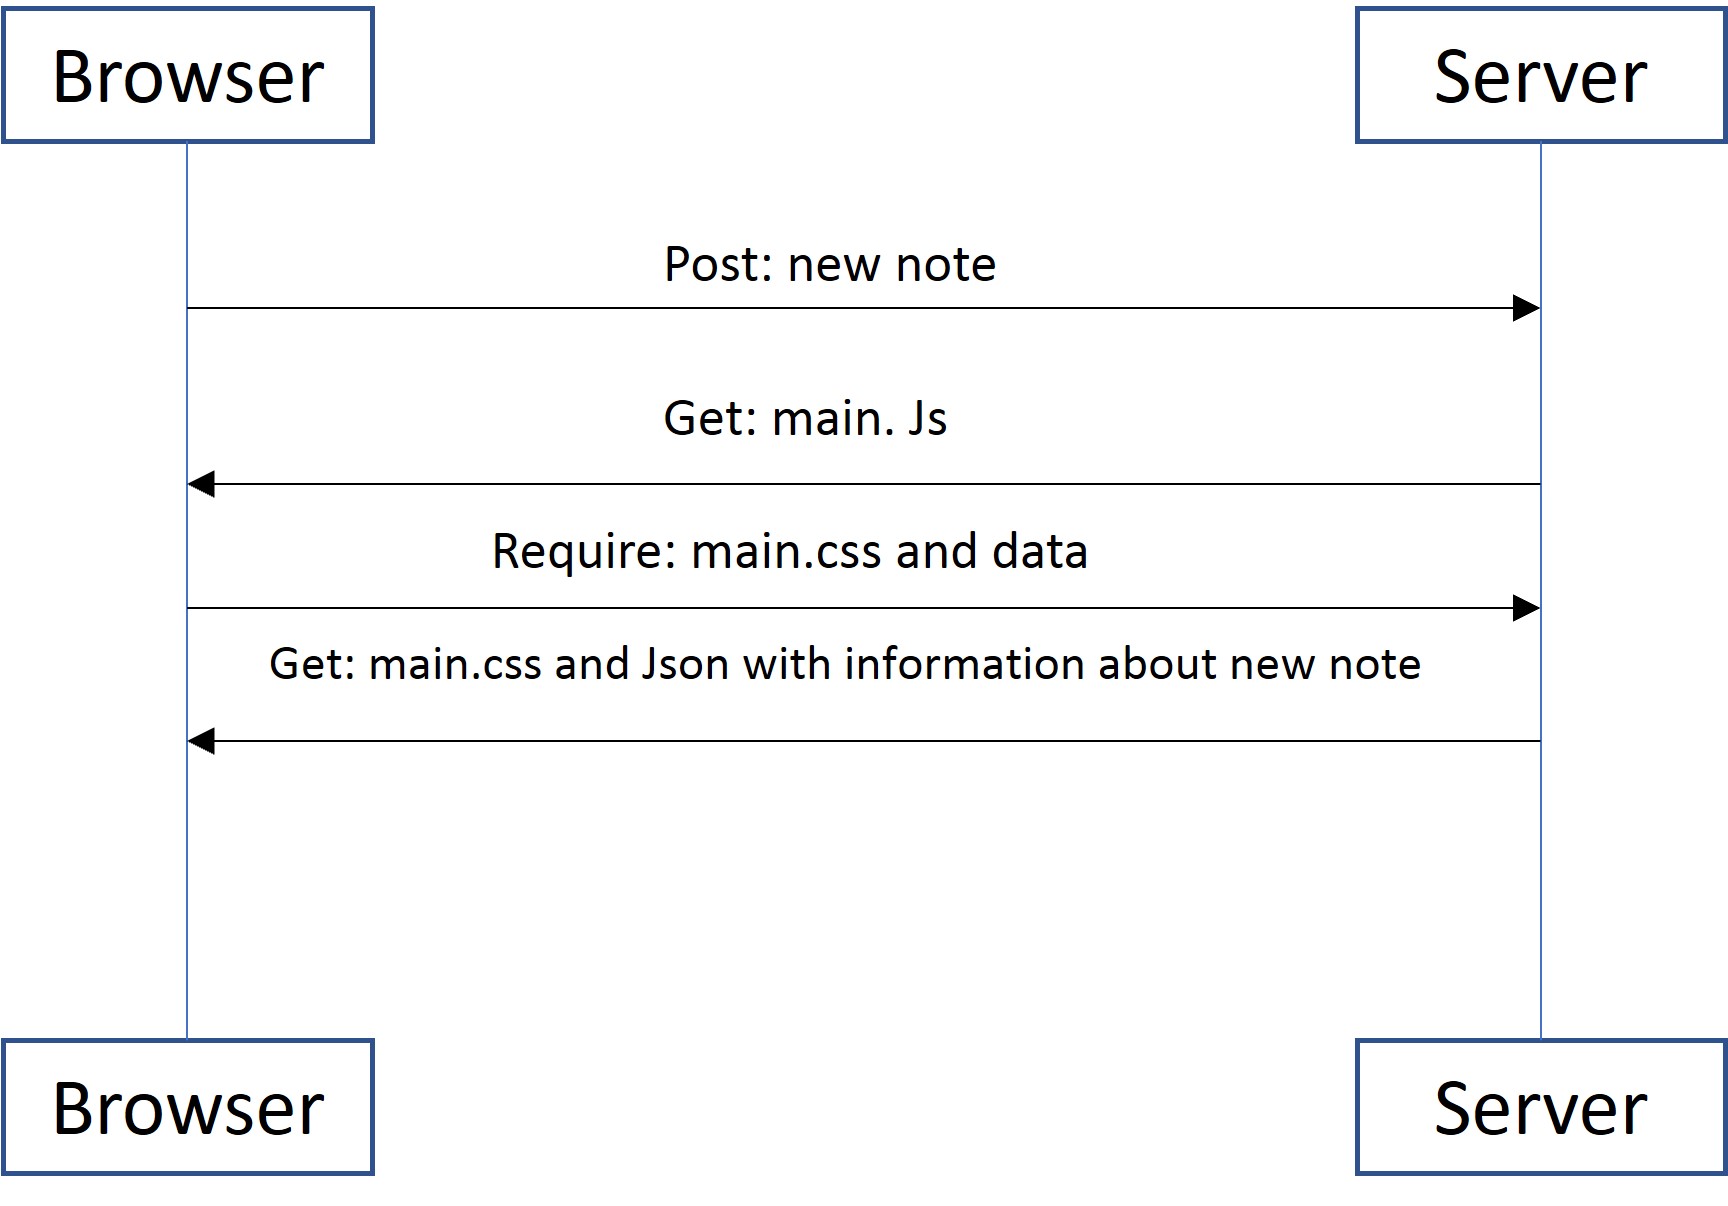 Browser
Server
Post: new note
Get: main. Js
Require: main.css and data
Get: main.css and Json with information about new note
Browser
Server